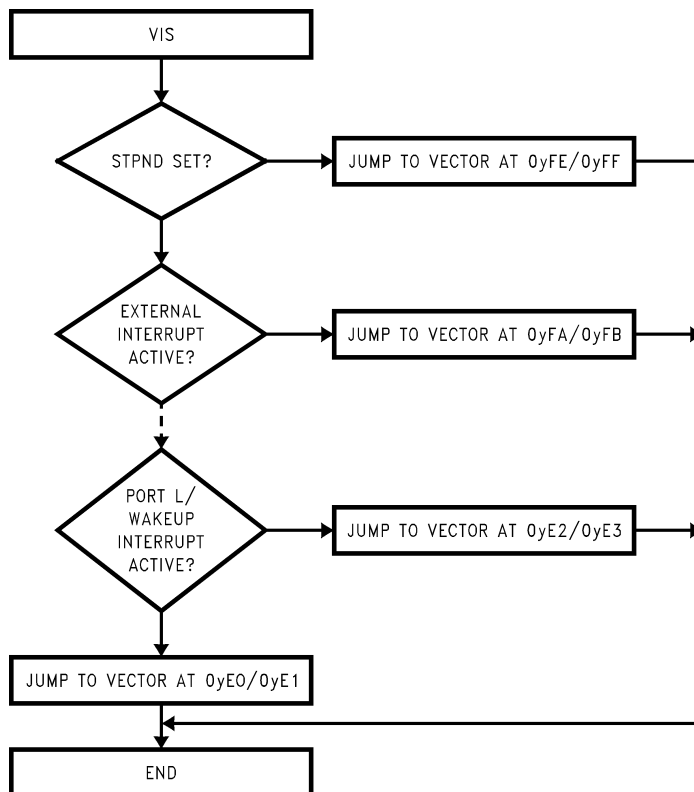 VIS
STPND SET?
JUMP TO VECTOR AT 0yFE/0yFF
EXTERNAL
INTERRUPT
ACTIVE?
JUMP TO VECTOR AT 0yFA/0yFB
PORT L/
WAKEUP
INTERRUPT
ACTIVE?
JUMP TO VECTOR AT 0yE2/0yE3
JUMP TO VECTOR AT 0yE0/0yE1
END